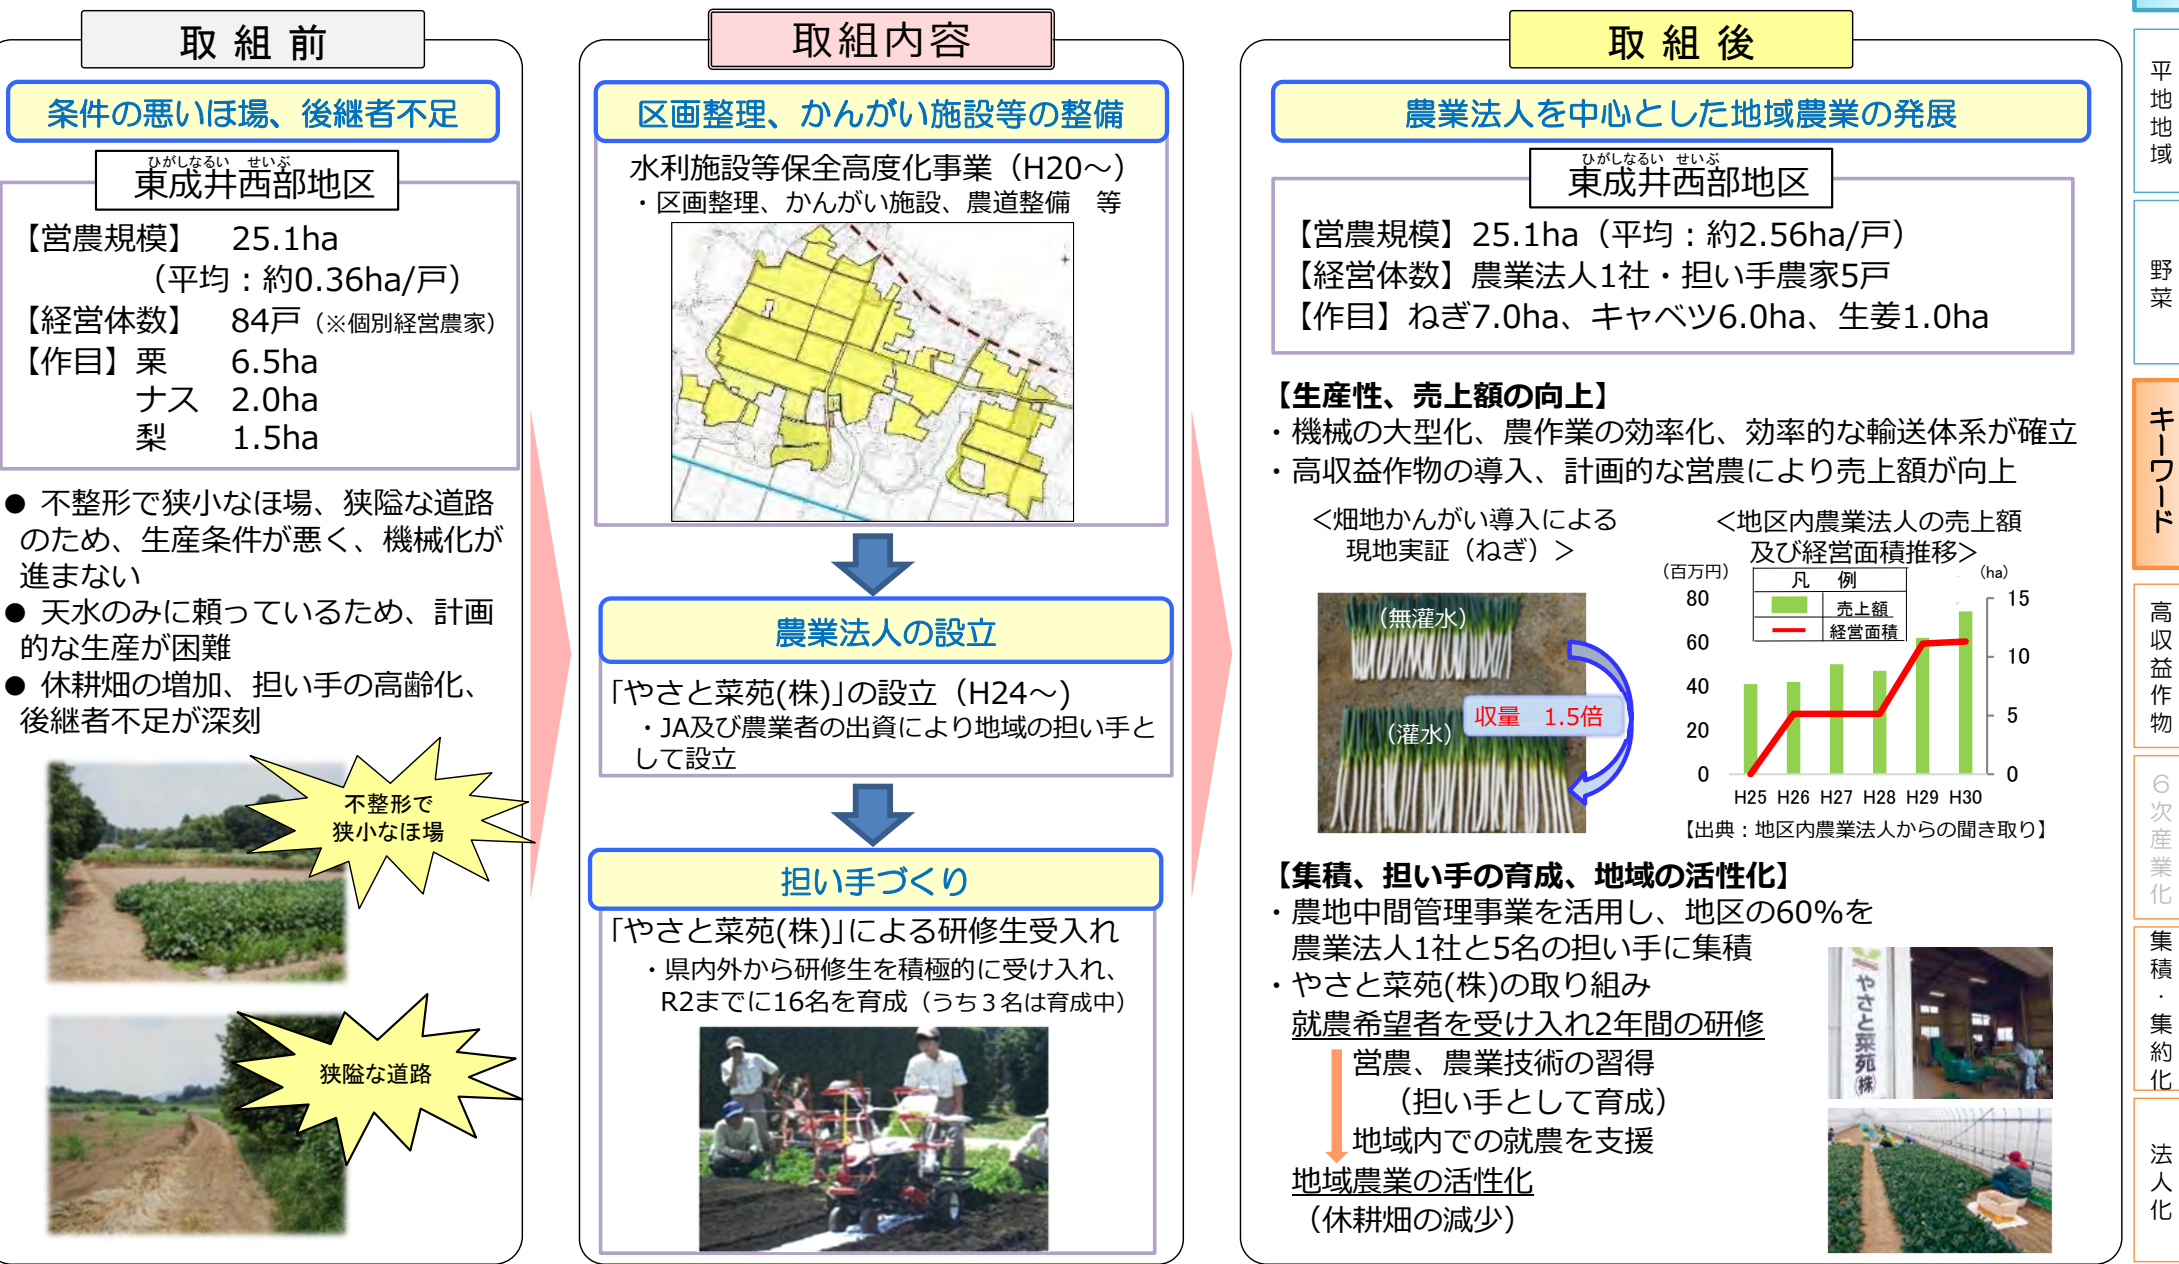 取組前
条件の悪いほ場、後継者不足
ひがしなるい せいぶ
東成井西部地区
【営農規模】 25.1ha
（平均：約0.36ha/戸）
【経営体数】 84戸（※個別経営農家）
【作目】栗 6.5ha
ナス 2.0ha
梨 1.5ha
● 不整形で狭小なほ場、狭隘な道路
のため、生産条件が悪く、機械化が
進まない
● 天水のみに頼っているため、計画
的な生産が困難
● 休耕畑の増加、担い手の高齢化、
後継者不足が深刻
不整形で
狭小なほ場
狭隘な道路
取組内容
区画整理、かんがい施設等の整備
水利施設等保全高度化事業（H20～）
・区画整理、かんがい施設、農道整備 等
農業法人の設立
｢やさと菜苑(株)｣の設立（H24～)
・JA及び農業者の出資により地域の担い手と
して設立
担い手づくり
｢やさと菜苑(株)｣による研修生受入れ
・県内外から研修生を積極的に受け入れ、
R2までに16名を育成（うち３名は育成中）
取組後
農業法人を中心とした地域農業の発展
ひがしなるい せいぶ
東成井西部地区
【営農規模】25.1ha（平均：約2.56ha/戸）
【経営体数】農業法人1社・担い手農家5戸
【作目】ねぎ7.0ha、キャベツ6.0ha、生姜1.0ha
【生産性、売上額の向上】
・機械の大型化、農作業の効率化、効率的な輸送体系が確立
・高収益作物の導入、計画的な営農により売上額が向上
＜畑地かんがい導入による
現地実証（ねぎ）＞
（無灌水）
（灌水）
収量 1.5倍
＜地区内農業法人の売上額
及び経営面積推移＞
（百万円）
（ha）
凡 例
売上額
経営面積
80
60
40
20
0
15
10
5
0
H25 H26 H27 H28 H29 H30
【出典：地区内農業法人からの聞き取り】
【集積、担い手の育成、地域の活性化】
・農地中間管理事業を活用し、地区の60%を
農業法人1社と5名の担い手に集積
・やさと菜苑(株)の取り組み
就農希望者を受け入れ2年間の研修
営農、農業技術の習得
（担い手として育成）
地域内での就農を支援
地域農業の活性化
（休耕畑の減少）
やさと菜苑㈱
平地地域
野菜
キーワード
高収益作物
６次産業化
集積・集約化
法人化